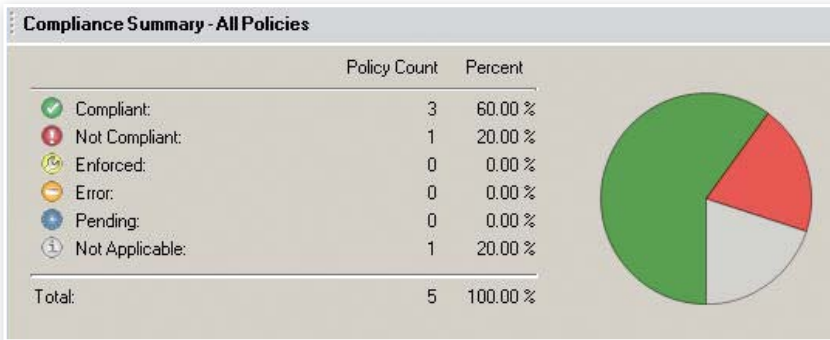 Compliance Summary - All Policies
Policy Count Percent
Compliant: 3 60.00 %
Not Compliant: 1 20.00 %
Enforced: 0 0.00 %
Error: 0 0.00 %
Pending: 0 0.00 %
Not Applicable: 1 20.00 %
Total: 5 100.00 %